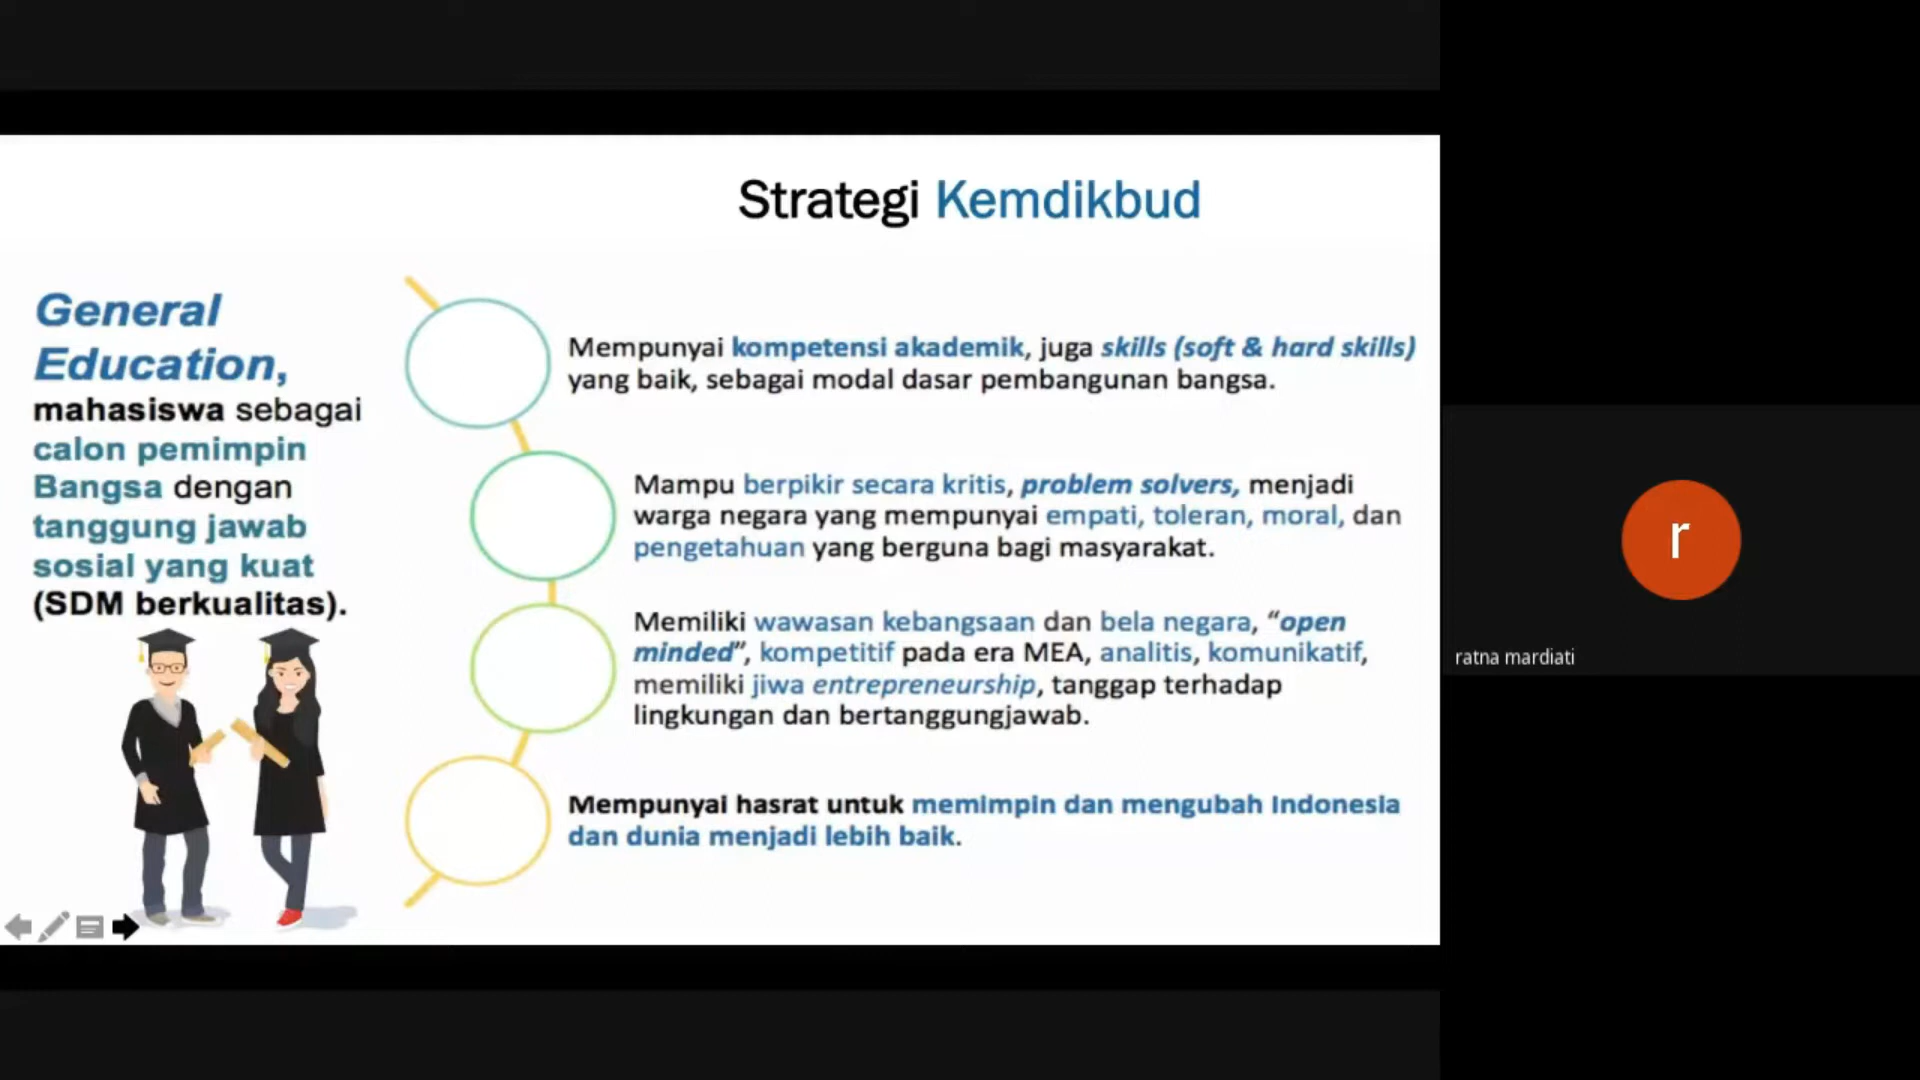 Strategi Kemdikbud
General
Education,
mahasiswa sebagai
calon pemimpin
Bangsa dengan
tanggung jawab
sosial yang kuat
(SDM berkualitas).
Mempunyai kompetensi akademik, juga skills (soft & hard skills)
yang baik, sebagai modal dasar pembangunan bangsa.
Mampu berpikir secara kritis, problem solvers, menjadi
warga negara yang mempunyai empati, toleran, moral, dan
pengetahuan yang berguna bagi masyarakat.
Memiliki wawasan kebangsaan dan bela negara, “open
minded”, kompetitif pada era MEA, analitis, komunikatif,
memiliki jiwa entrepreneurship, tanggap terhadap
lingkungan dan bertanggungjawab.
Mempunyai hasrat untuk memimpin dan mengubah Indonesia
dan dunia menjadi lebih baik.
r
ratna mardiati